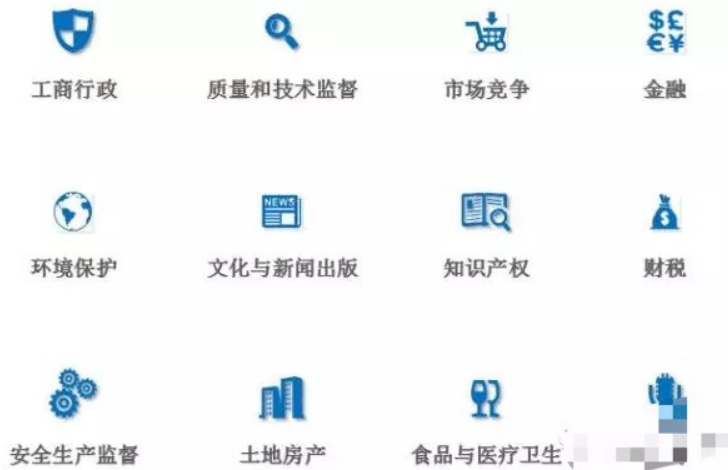 $£
€¥
工商行政 质量和技术监督 市场竞争 金融
NEWS
$
环境保护 文化与新闻出版 知识产权 财税
安全生产监督 土地房产 食品与医疗卫生